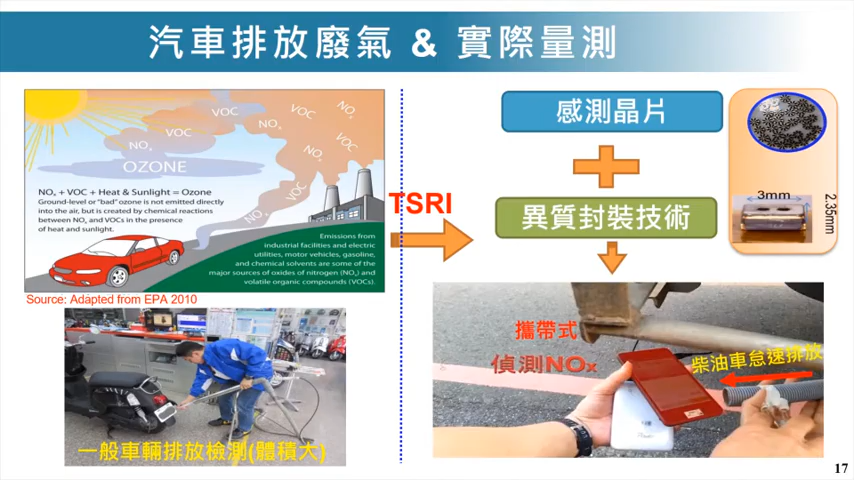 汽車排放廢氣 & 實際量測
NOx
VOC
VOC
NOx
VOC
NOx
VOC
NOx
VOC
NOx
OZONE
NOx + VOC + Heat & Sunlight = Ozone
Ground-level or "bad" ozone is not emitted directly
into the air, but is created by chemical reactions
between NOx and VOCs in the presence
of heat and sunlight.
Emissions from
industrial facilities and electric
utilities, motor vehicles, gasoline,
and chemical solvents are some of the
major sources of oxides of nitrogen (NOx) and
volatile organic compounds (VOCs).
Source: Adapted from EPA 2010
一般車輛排放檢測(體積大)
TSRI
感測晶片
異質封裝技術
3mm
2.35mm
攜帶式
偵測NOx
柴油車怠速排放
17